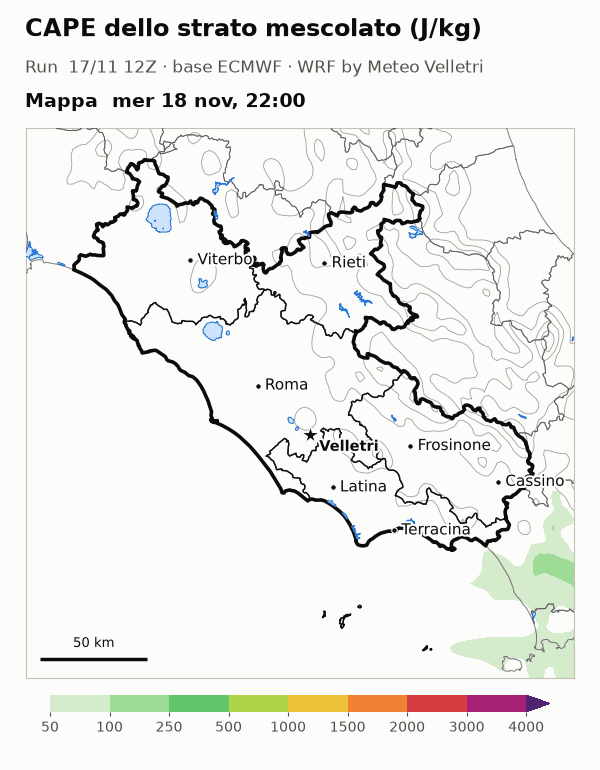 CAPE dello strato mescolato (J/kg)
Run 17/11 12Z · base ECMWF · WRF by Meteo Velletri
Mappa mer 18 nov, 22:00
Viterbo
Rieti
Roma
Velletri
Frosinone
Latina
Cassino
Terracina
50 km
50 100 250 500 1000 1500 2000 3000 4000